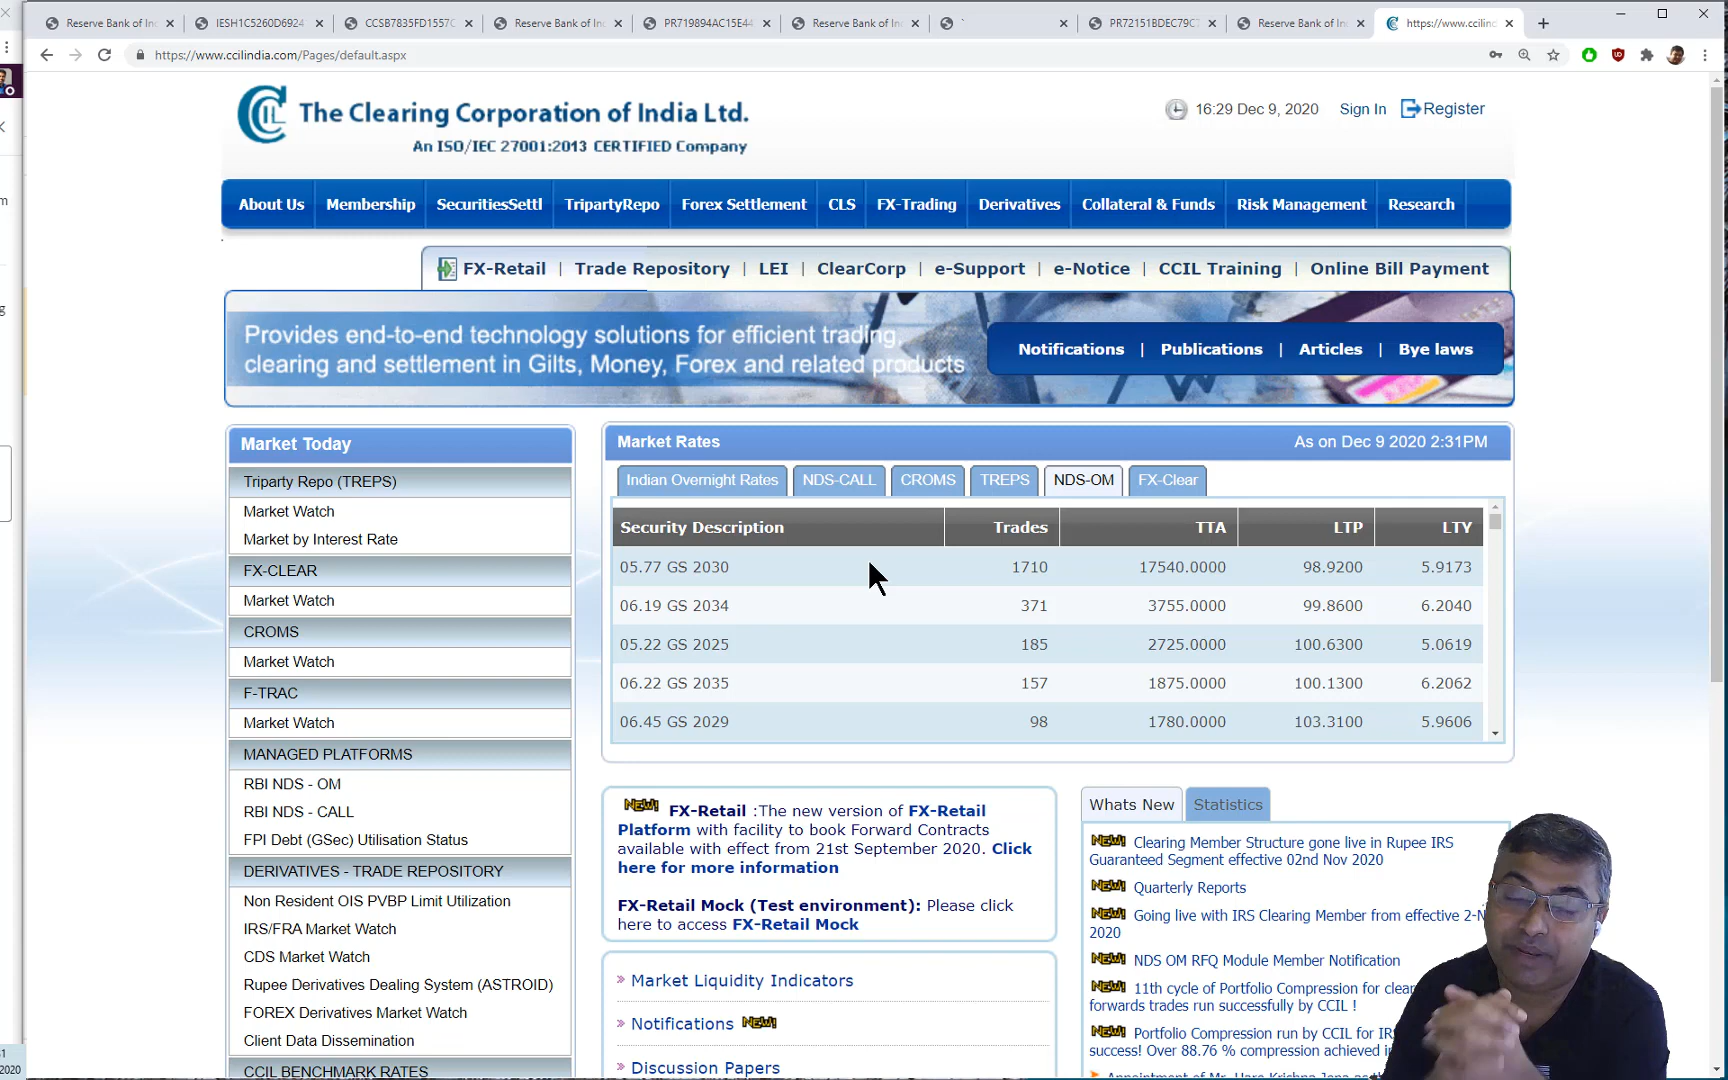 Reserve Bank of Inc
IESH1C5260D6924
CCSB7835FD1557C
Reserve Bank of Inc
PR719894AC15E44
Reserve Bank of Inc
`
PR72151BDEC79C7
Reserve Bank of Inc
https://www.ccilinc
https://www.ccilindia.com/Pages/default.aspx
The Clearing Corporation of India Ltd.
An ISO/IEC 27001:2013 CERTIFIED Company
16:29 Dec 9, 2020 Sign In Register
About Us Membership SecuritiesSettl TripartyRepo Forex Settlement CLS FX-Trading Derivatives Collateral & Funds Risk Management Research
FX-Retail | Trade Repository | LEI | ClearCorp | e-Support | e-Notice | CCIL Training | Online Bill Payment
Provides end-to-end technology solutions for efficient trading,
clearing and settlement in Gilts, Money, Forex and related products
Notifications | Publications | Articles | Bye laws
Market Today
Triparty Repo (TREPS)
Market Watch
Market by Interest Rate
FX-CLEAR
Market Watch
CROMS
Market Watch
F-TRAC
Market Watch
MANAGED PLATFORMS
RBI NDS - OM
RBI NDS - CALL
FPI Debt (GSec) Utilisation Status
DERIVATIVES - TRADE REPOSITORY
Non Resident OIS PVBP Limit Utilization
IRS/FRA Market Watch
CDS Market Watch
Rupee Derivatives Dealing System (ASTROID)
FOREX Derivatives Market Watch
Client Data Dissemination
CCIL BENCHMARK RATES
Market Rates As on Dec 9 2020 2:31PM
Indian Overnight Rates NDS-CALL CROMS TREPS NDS-OM FX-Clear
Security Description Trades TTA LTP LTY
05.77 GS 2030 1710 17540.0000 98.9200 5.9173
06.19 GS 2034 371 3755.0000 99.8600 6.2040
05.22 GS 2025 185 2725.0000 100.6300 5.0619
06.22 GS 2035 157 1875.0000 100.1300 6.2062
06.45 GS 2029 98 1780.0000 103.3100 5.9606
NEW! FX-Retail :The new version of FX-Retail
Platform with facility to book Forward Contracts
available with effect from 21st September 2020. Click
here for more information
FX-Retail Mock (Test environment): Please click
here to access FX-Retail Mock
» Market Liquidity Indicators
» Notifications NEW!
» Discussion Papers
Whats New Statistics
NEW! Clearing Member Structure gone live in Rupee IRS
Guaranteed Segment effective 02nd Nov 2020
NEW! Quarterly Reports
NEW! Going live with IRS Clearing Member from effective 2-N
2020
NEW! NDS OM RFQ Module Member Notification
NEW! 11th cycle of Portfolio Compression for clea
forwards trades run successfully by CCIL !
NEW! Portfolio Compression run by CCIL for IR
success! Over 88.76 % compression achieved i
2020